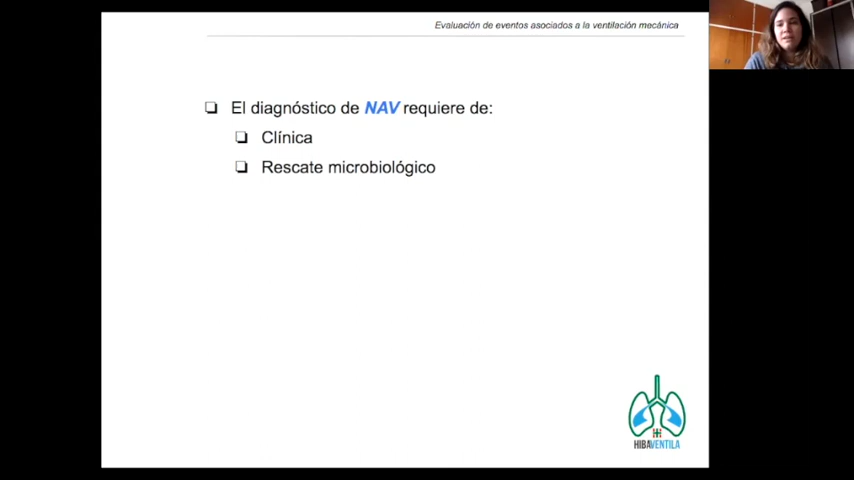 Evaluación de eventos asociados a la ventilación mecánica
El diagnóstico de NAV requiere de:
Clínica
Rescate microbiológico
HIBAVENTILA